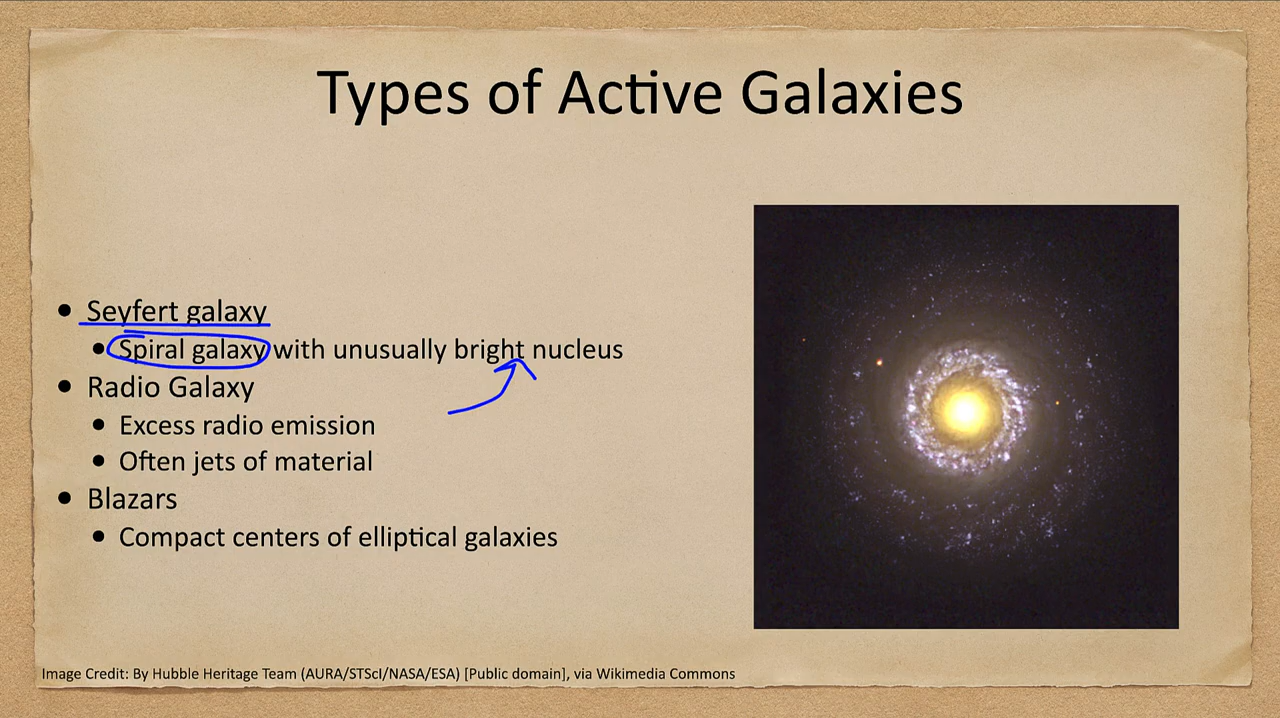 Types of Active Galaxies
• Seyfert galaxy
• Spiral galaxy with unusually bright nucleus
• Radio Galaxy
• Excess radio emission
• Often jets of material
• Blazars
• Compact centers of elliptical galaxies
Image Credit: By Hubble Heritage Team (AURA/STScI/NASA/ESA) [Public domain], via Wikimedia Commons